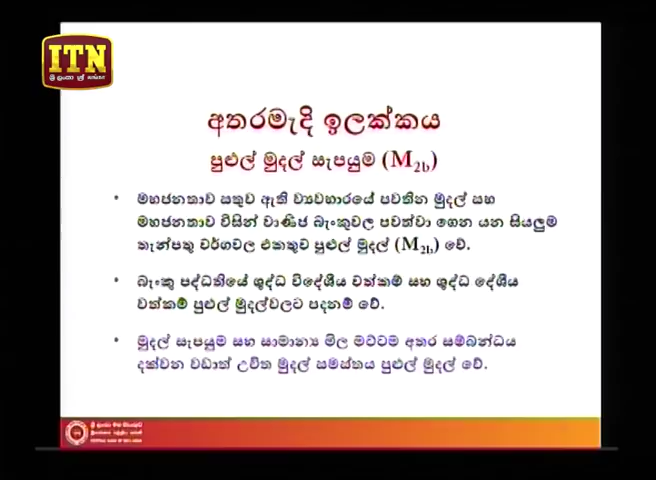 ITN
අතරමැදි ඉලක්කය
පුළුල් මුදල් සැපයුම (M2b)
• මහජනතාව සතුව ඇති ව්‍යවහාරයේ පවතින මුදල් සහ
මහජනතාව විසින් වාණිජ බැංකුවල පවත්වා ගෙන යන සියලුම
තැන්පතු වර්ගවල එකතුව පුළුල් මුදල් (M2b) වේ.
• බැංකු පද්ධතියේ ශුද්ධ විදේශීය වත්කම් සහ ශුද්ධ දේශීය
වත්කම් පුළුල් මුදල්වලට පදනම් වේ.
• මුදල් සැපයුම සහ සාමාන්‍ය මිල මට්ටම අතර සම්බන්ධය
දක්වන වඩාත් උචිත මුදල් සමස්තය පුළුල් මුදල් වේ.
ශ්‍රී ලංකා මහ බැංකුව